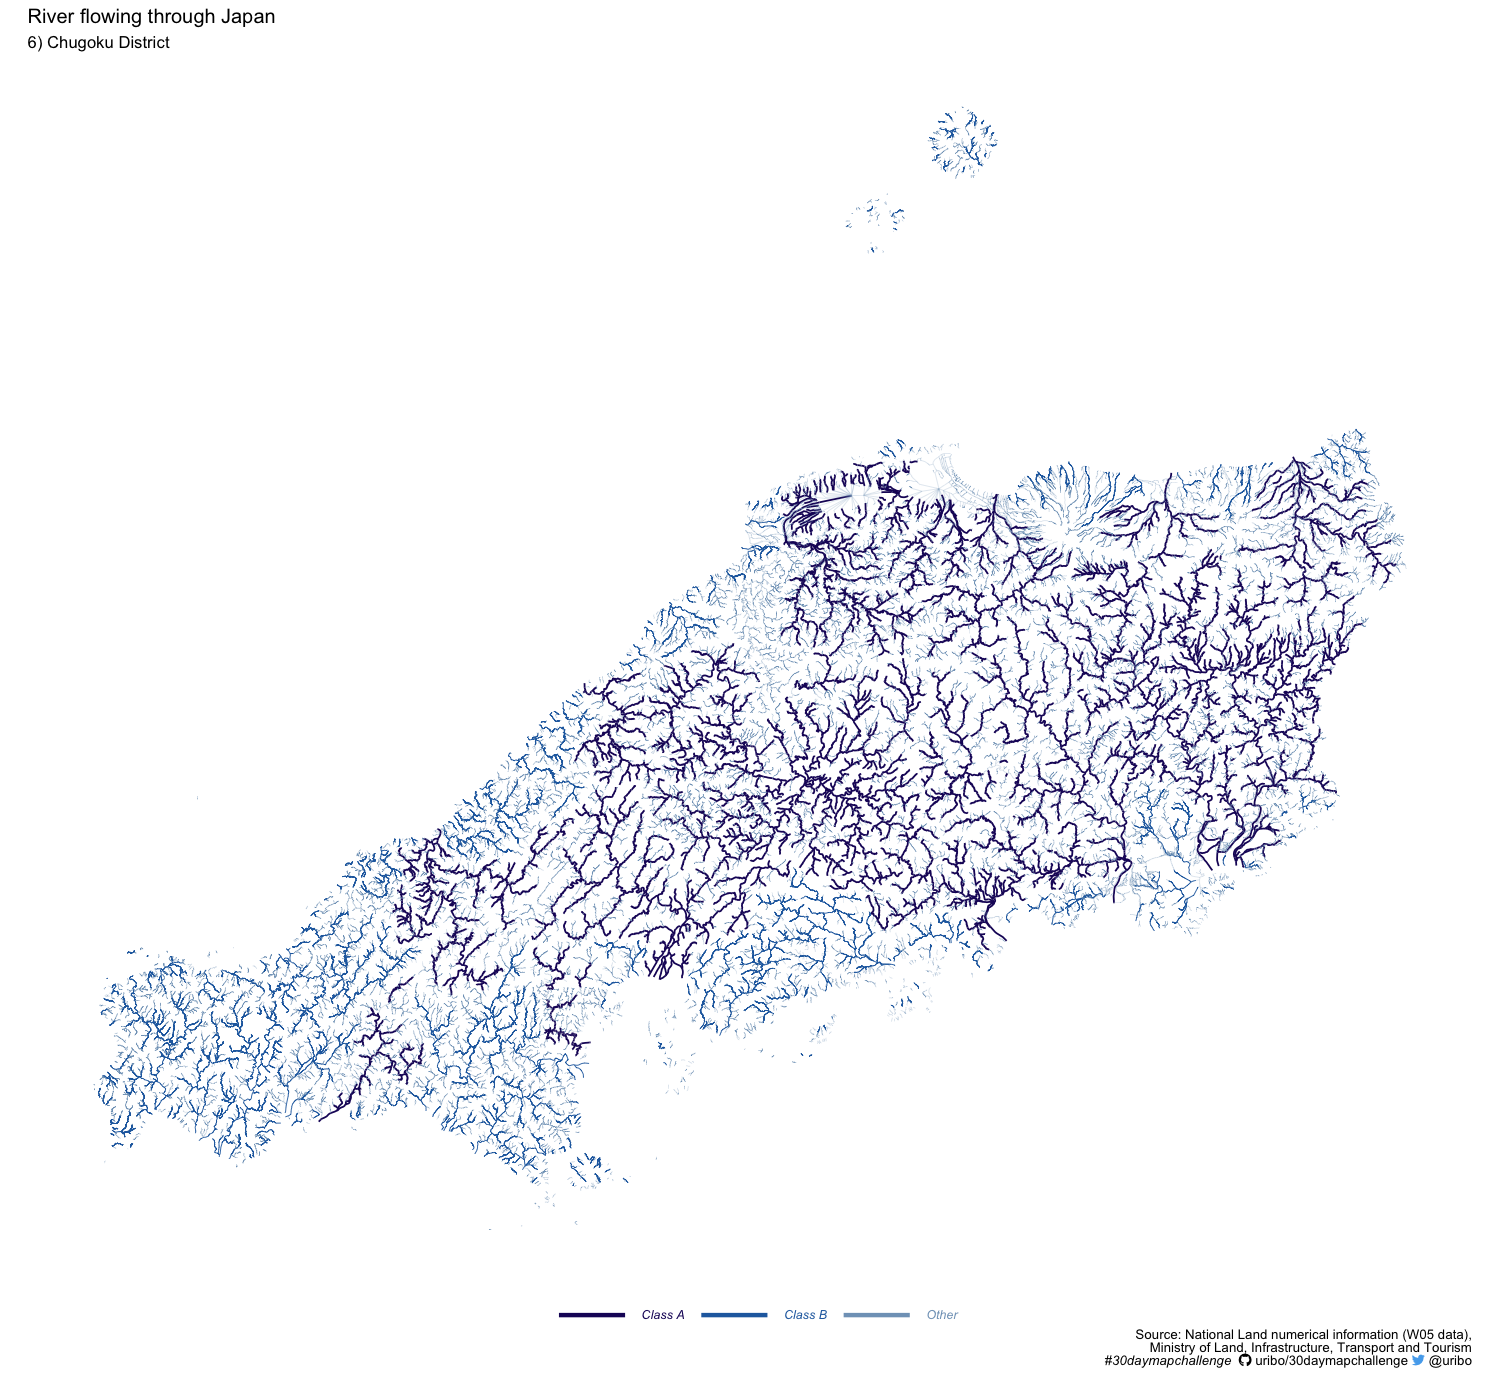 River flowing through Japan
6) Chugoku District
Class A Class B Other
Source: National Land numerical information (W05 data),
Ministry of Land, Infrastructure, Transport and Tourism
#30daymapchallenge uribo/30daymapchallenge @uribo